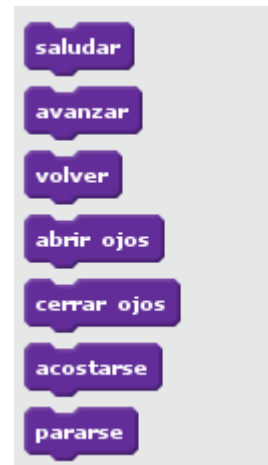 saludar
avanzar
volver
abrir ojos
cerrar ojos
acostarse
pararse